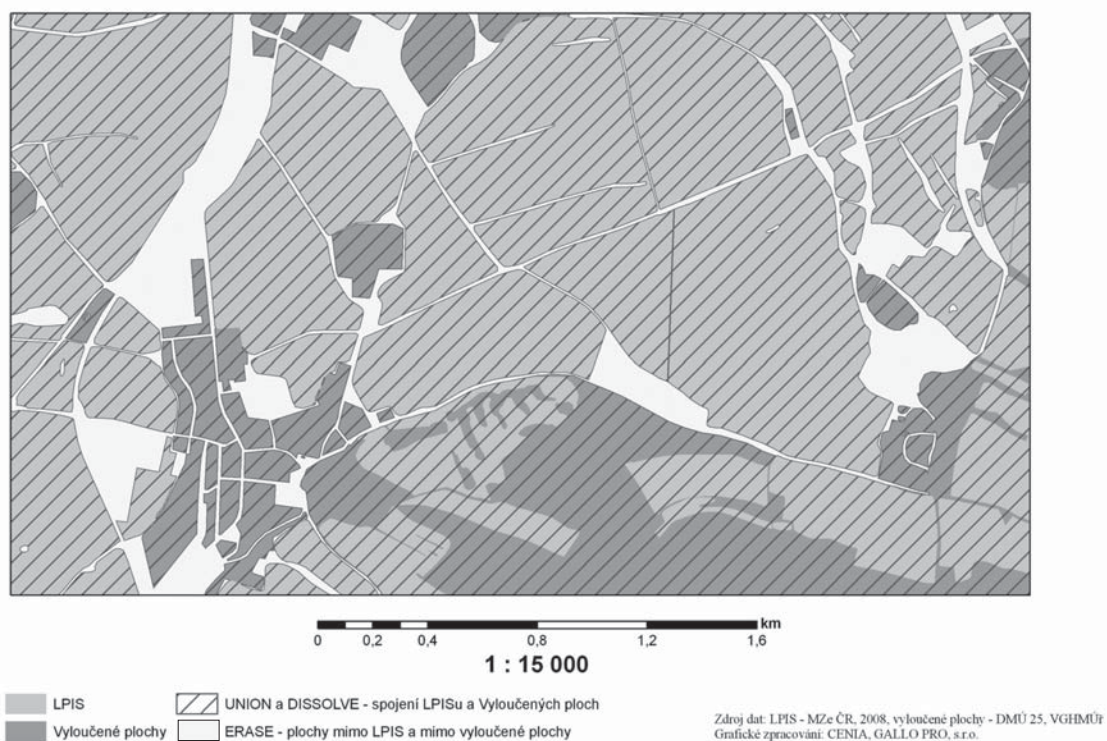 km
0 0,2 0,4 0,8 1,2 1,6
1 : 15 000
LPIS
UNION a DISSOLVE - spojení LPISu a Vyloučených ploch
Vyloučené plochy
ERASE - plochy mimo LPIS a mimo vyloučené plochy
Zdroj dat: LPIS - MZe ČR, 2008, vyloučené plochy - DMÚ 25, VGHMÚř
Grafické zpracování: CENIA, GALLO PRO, s.r.o.